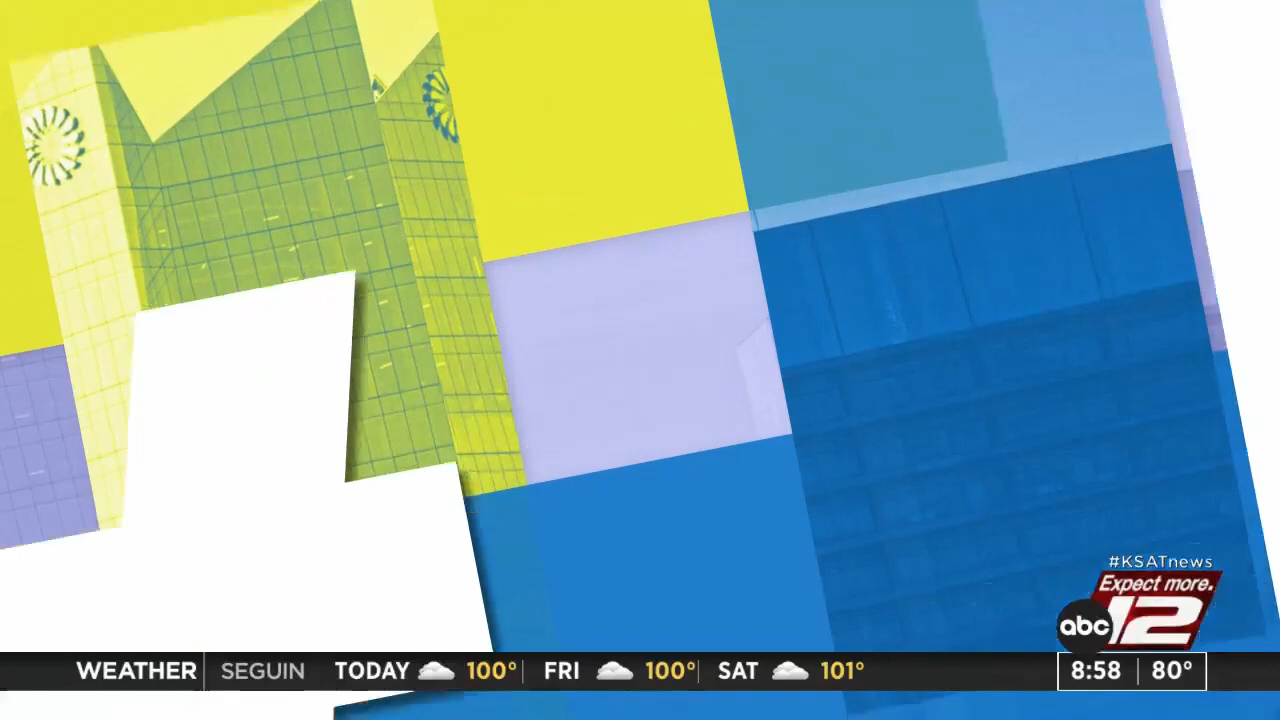 #KSATnews
Expect more.
abc 12
WEATHER SEGUIN TODAY 100° FRI 100° SAT 101° 8:58 80°